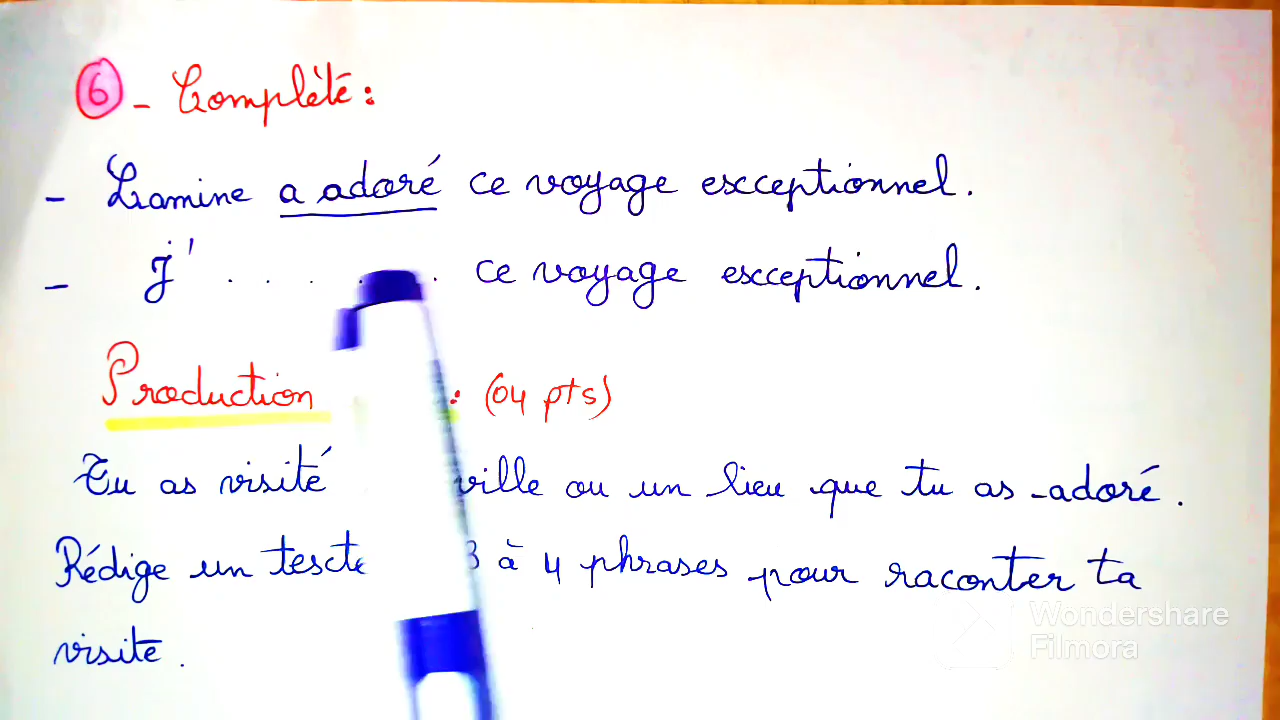 6 - Complète:
- Lamine a adoré ce voyage exceptionnel.
- J' . . . . . ce voyage exceptionnel.
Production : (04 pts)
Tu as visité ville ou un lieu que tu as adoré.
Rédige un texte 3 à 4 phrases pour raconter ta
visite.
Wondershare
Filmora